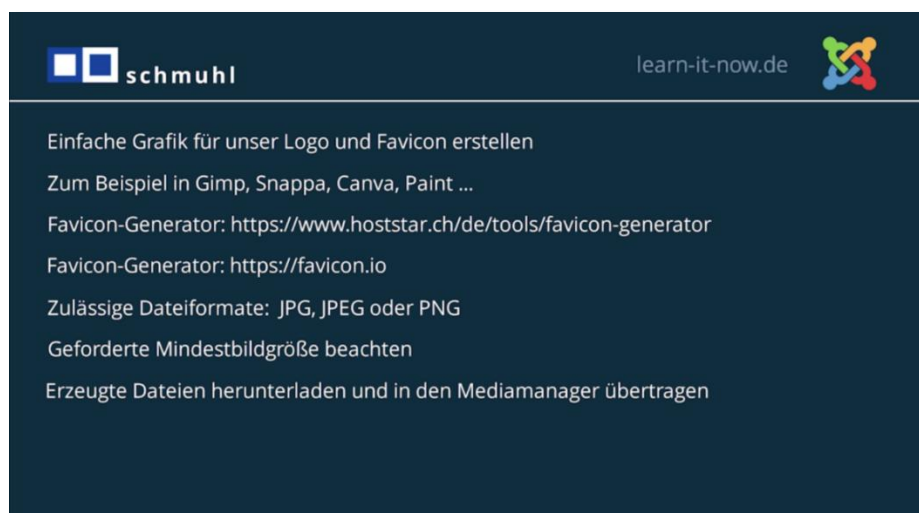 schmuhl
learn-it-now.de
Einfache Grafik für unser Logo und Favicon erstellen
Zum Beispiel in Gimp, Snappa, Canva, Paint ...
Favicon-Generator: https://www.hoststar.ch/de/tools/favicon-generator
Favicon-Generator: https://favicon.io
Zulässige Dateiformate: JPG, JPEG oder PNG
Geforderte Mindestbildgröße beachten
Erzeugte Dateien herunterladen und in den Mediamanager übertragen